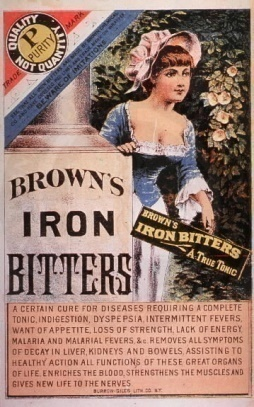 TRADE MARK
QUALITY
P
PURITY
NOT QUANTITY
BEWARE OF IMITATIONS
BROWN'S
IRON
BITTERS
BROWN'S
IRON BITTERS
A TRUE TONIC.
A CERTAIN CURE FOR DISEASES REQUIRING A COMPLETE
TONIC, INDIGESTION, DYSPEPSIA, INTERMITTENT FEVERS,
WANT OF APPETITE, LOSS OF STRENGTH, LACK OF ENERGY,
MALARIA AND MALARIAL FEVERS, &c. REMOVES ALL SYMPTOMS
OF DECAY IN LIVER, KIDNEYS AND BOWELS, ASSISTING TO
HEALTHY ACTION ALL FUNCTIONS OF THESE GREAT ORGANS
OF LIFE. ENRICHES THE BLOOD, STRENGTHENS THE MUSCLES AND
GIVES NEW LIFE TO THE NERVES.
LITH. CO. N.Y.